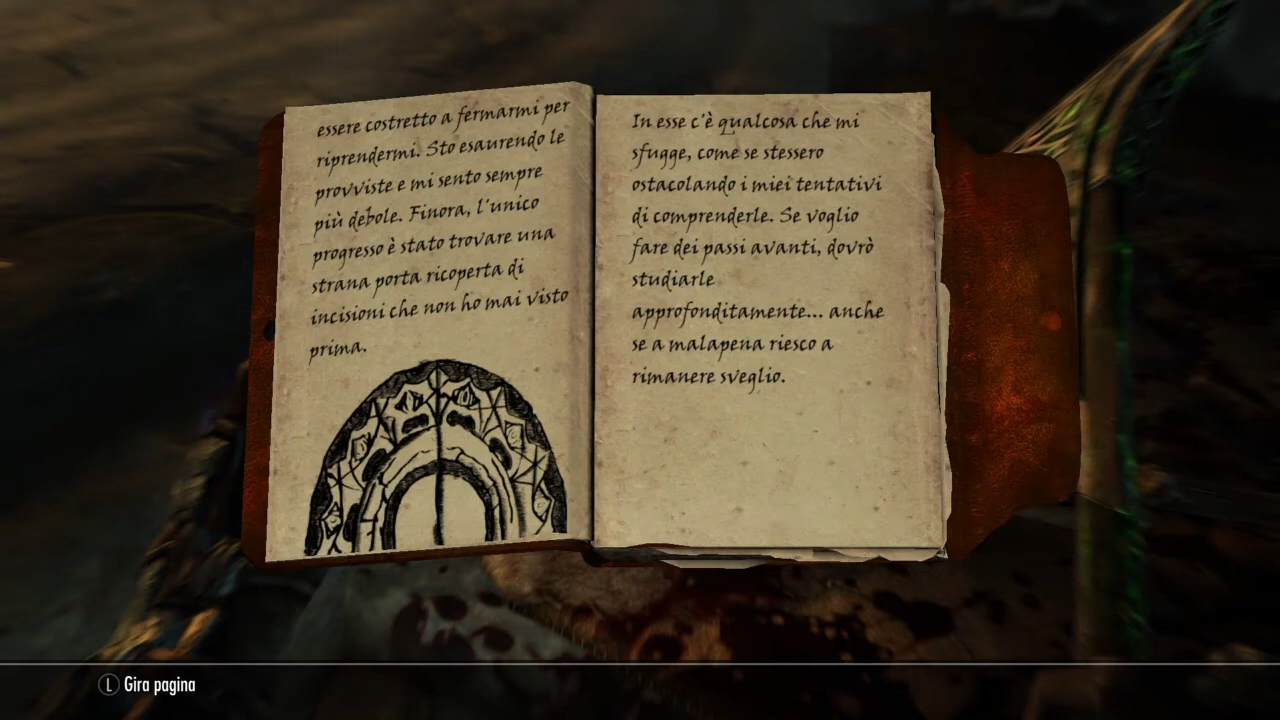 essere costretto a fermarmi per
riprendermi. Sto esaurendo le
provviste e mi sento sempre
più debole. Finora, l'unico
progresso è stato trovare una
strana porta ricoperta di
incisioni che non ho mai visto
prima.
In esse c'è qualcosa che mi
sfugge, come se stessero
ostacolando i miei tentativi
di comprenderle. Se voglio
fare dei passi avanti, dovrò
studiarle
approfonditamente... anche
se a malapena riesco a
rimanere sveglio.
L Gira pagina